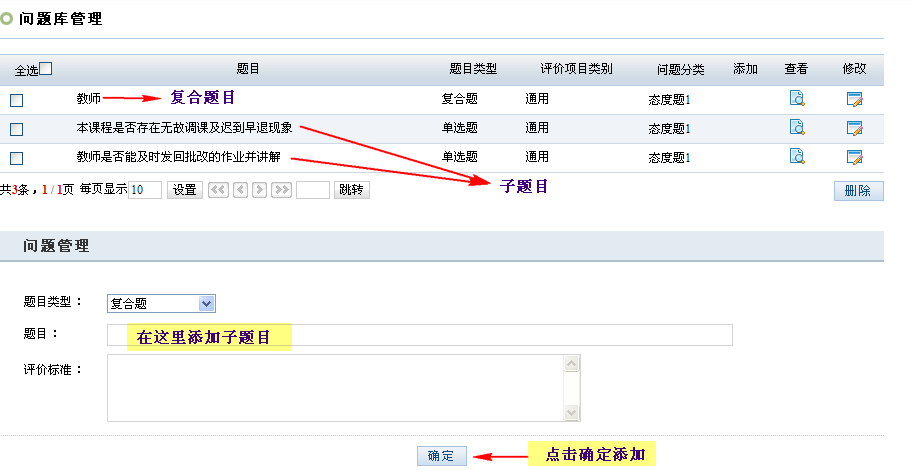 问题库管理
全选 题目 题目类型 评价项目类别 问题分类 添加 查看 修改
教师 复合题目 复合题 通用 态度题1
本课程是否存在无故调课及迟到早退现象 单选题 通用 态度题1
教师是否能及时发回批改的作业并讲解 单选题 通用 态度题1
子题目
共3条，1/1页 每页显示10 设置 跳转 删除
问题管理
题目类型： 复合题
题目： 在这里添加子题目
评价标准：
确定 点击确定添加